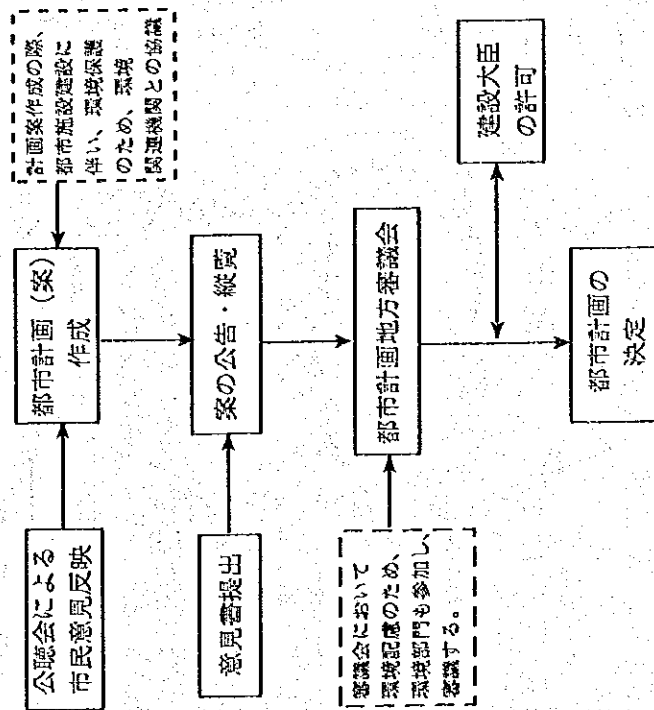 公聴会による
市民意見反映
都市計画（案）
作成
計画案作成の際、
都市施設建設に
伴い、環境保護
のため、環境
関連機関との協議
意見書提出
案の公告・縦覧
審議会において
環境配慮のため、
環境部門も参加し、
審議する。
都市計画地方審議会
建設大臣
の許可
都市計画の
決定